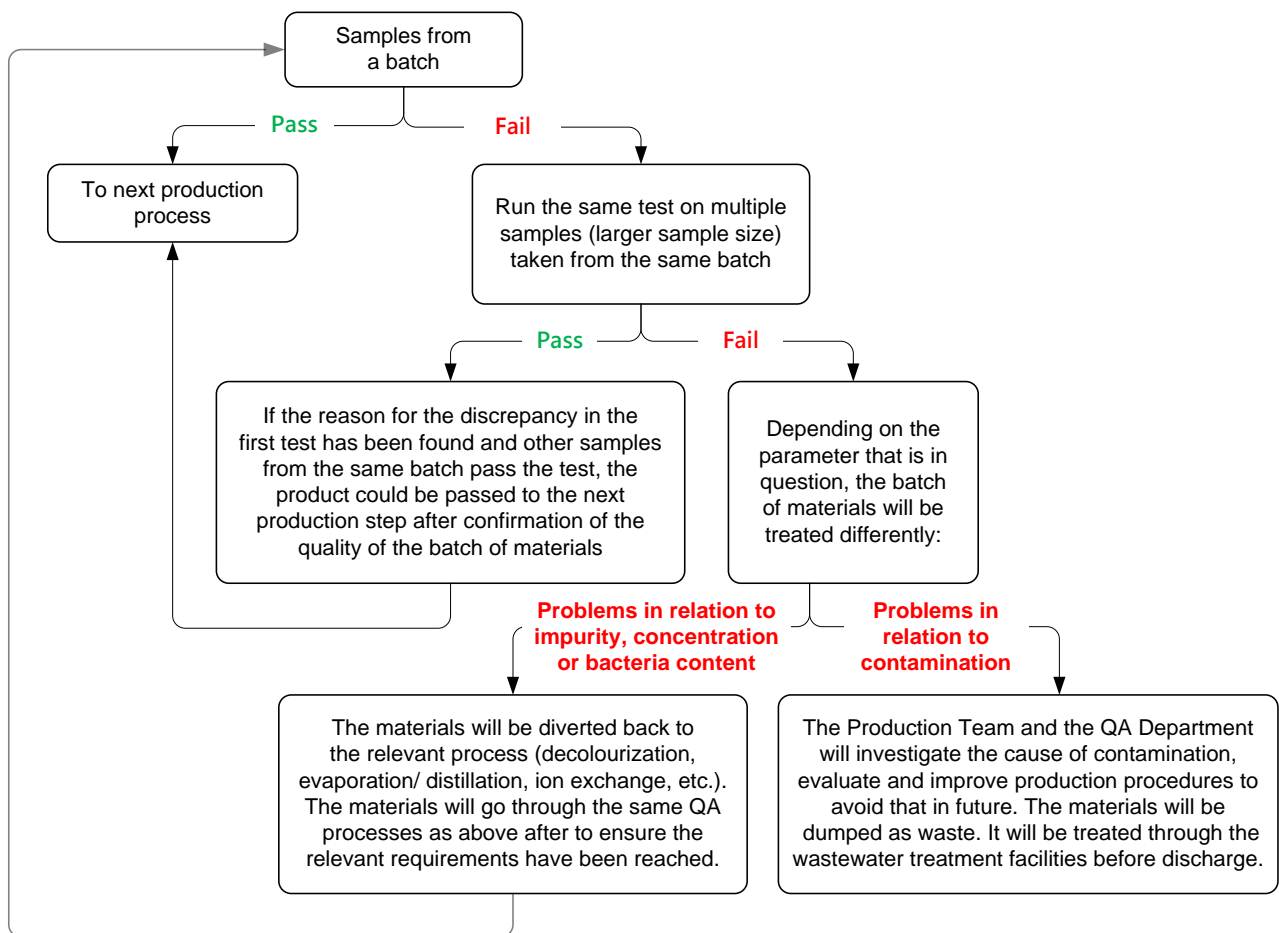 Samples from
a batch
Pass
Fail
To next production
process
Run the same test on multiple
samples (larger sample size)
taken from the same batch
Pass
Fail
If the reason for the discrepancy in the
first test has been found and other samples
from the same batch pass the test, the
product could be passed to the next
production step after confirmation of the
quality of the batch of materials
Depending on the
parameter that is in
question, the batch
of materials will be
treated differently:
Problems in relation to
impurity, concentration
or bacteria content
Problems in
relation to
contamination
The materials will be diverted back to
the relevant process (decolourization,
evaporation/ distillation, ion exchange, etc.).
The materials will go through the same QA
processes as above after to ensure the
relevant requirements have been reached.
The Production Team and the QA Department
will investigate the cause of contamination,
evaluate and improve production procedures to
avoid that in future. The materials will be
dumped as waste. It will be treated through the
wastewater treatment facilities before discharge.